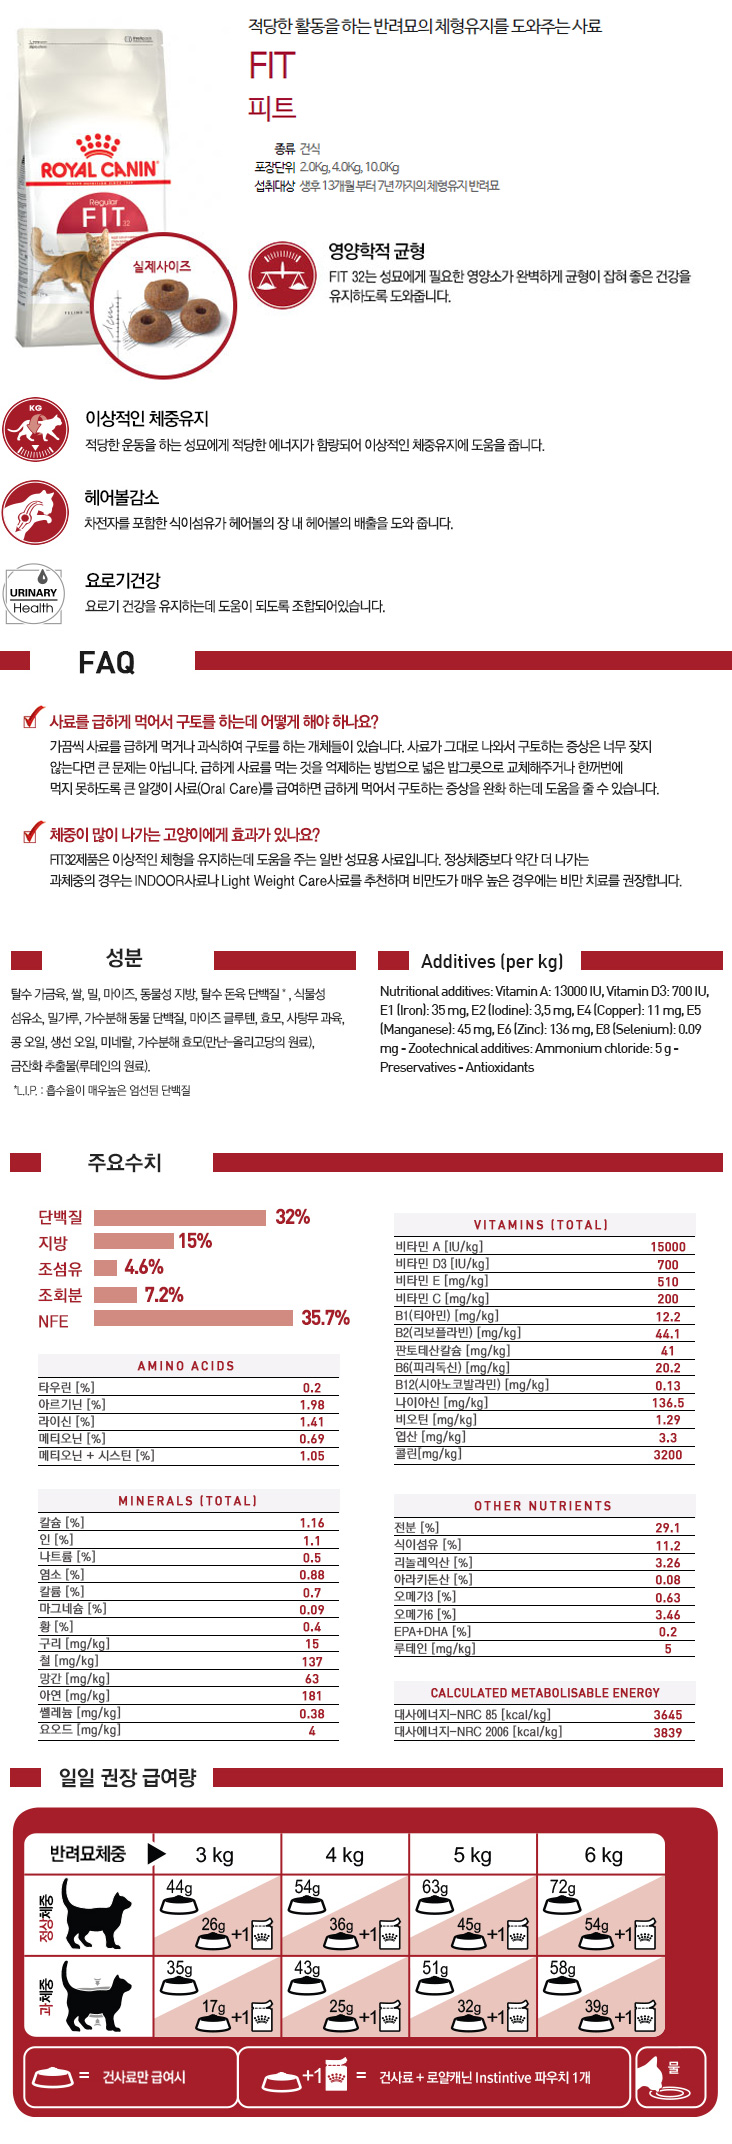 적당한 활동을 하는 반려묘의 체형유지를 도와주는 사료
FIT
피트
종류 건식
포장단위 2.0Kg, 4.0Kg, 10.0Kg
섭취대상 생후 13개월 부터 7년 까지의 체형유지 반려묘
ROYAL CANIN
Regular
FIT 32
실제사이즈
영양학적 균형
FIT 32는 성묘에게 필요한 영양소가 완벽하게 균형이 잡혀 좋은 건강을
유지하도록 도와줍니다.
KG
이상적인 체중유지
적당한 운동을 하는 성묘에게 적당한 에너지가 함량되어 이상적인 체중유지에 도움을 줍니다.
헤어볼감소
차전자를 포함한 식이섬유가 헤어볼의 장 내 헤어볼의 배출을 도와 줍니다.
URINARY
Health
요로기건강
요로기 건강을 유지하는데 도움이 되도록 조합되어있습니다.
FAQ
사료를 급하게 먹어서 구토를 하는데 어떻게 해야 하나요?
가끔씩 사료를 급하게 먹거나 과식하여 구토를 하는 개체들이 있습니다. 사료가 그대로 나와서 구토하는 증상은 너무 잦지
않는다면 큰 문제는 아닙니다. 급하게 사료를 먹는 것을 억제하는 방법으로 넓은 밥그릇으로 교체해주거나 한꺼번에
먹지 못하도록 큰 알갱이 사료(Oral Care)를 급여하면 급하게 먹어서 구토하는 증상을 완화 하는데 도움을 줄 수 있습니다.
체중이 많이 나가는 고양이에게 효과가 있나요?
FIT32제품은 이상적인 체형을 유지하는데 도움을 주는 일반 성묘용 사료입니다. 정상체중보다 약간 더 나가는
과체중의 경우는 INDOOR사료나 Light Weight Care사료를 추천하며 비만도가 매우 높은 경우에는 비만 치료를 권장합니다.
성분
탈수 가금육, 쌀, 밀, 마이즈, 동물성 지방, 탈수 돈육 단백질 * , 식물성
섬유소, 밀가루, 가수분해 동물 단백질, 마이즈 글루텐, 효모, 사탕무 과육,
콩 오일, 생선 오일, 미네랄, 가수분해 효모(만난-올리고당의 원료),
금잔화 추출물(루테인의 원료).
*L.I.P. : 흡수율이 매우높은 엄선된 단백질
Additives (per kg)
Nutritional additives: Vitamin A: 13000 IU, Vitamin D3: 700 IU,
E1 (Iron): 35 mg, E2 (Iodine): 3,5 mg, E4 (Copper): 11 mg, E5
(Manganese): 45 mg, E6 (Zinc): 136 mg, E8 (Selenium): 0.09
mg - Zootechnical additives: Ammonium chloride: 5 g -
Preservatives - Antioxidants
주요수치
단백질 32%
지방 15%
조섬유 4.6%
조회분 7.2%
NFE 35.7%
AMINO ACIDS
타우린 [%] 0.2
아르기닌 [%] 1.98
라이신 [%] 1.41
메티오닌 [%] 0.69
메티오닌 + 시스틴 [%] 1.05
MINERALS (TOTAL)
칼슘 [%] 1.16
인 [%] 1.1
나트륨 [%] 0.5
염소 [%] 0.88
칼륨 [%] 0.7
마그네슘 [%] 0.09
황 [%] 0.4
구리 [mg/kg] 15
철 [mg/kg] 137
망간 [mg/kg] 63
아연 [mg/kg] 181
쎌레늄 [mg/kg] 0.38
요오드 [mg/kg] 4
VITAMINS (TOTAL)
비타민 A [IU/kg] 15000
비타민 D3 [IU/kg] 700
비타민 E [mg/kg] 510
비타민 C [mg/kg] 200
B1(티아민) [mg/kg] 12.2
B2(리보플라빈) [mg/kg] 44.1
판토테산칼슘 [mg/kg] 41
B6(피리독신) [mg/kg] 20.2
B12(시아노코발라민) [mg/kg] 0.13
나이아신 [mg/kg] 136.5
비오틴 [mg/kg] 1.29
엽산 [mg/kg] 3.3
콜린[mg/kg] 3200
OTHER NUTRIENTS
전분 [%] 29.1
식이섬유 [%] 11.2
리놀레익산 [%] 3.26
아라키돈산 [%] 0.08
오메가3 [%] 0.63
오메가6 [%] 3.46
EPA+DHA [%] 0.2
루테인 [mg/kg] 5
CALCULATED METABOLISABLE ENERGY
대사에너지-NRC 85 [kcal/kg] 3645
대사에너지-NRC 2006 [kcal/kg] 3839
일일 권장 급여량
반려묘체중 ▶ 3 kg 4 kg 5 kg 6 kg
정상체중
44g 54g 63g 72g
26g +1 36g +1 45g +1 54g +1
과체중
35g 43g 51g 58g
17g +1 25g +1 32g +1 39g +1
= 건사료만 급여시
+1 = 건사료 + 로얄캐닌 Instintive 파우치 1개
물